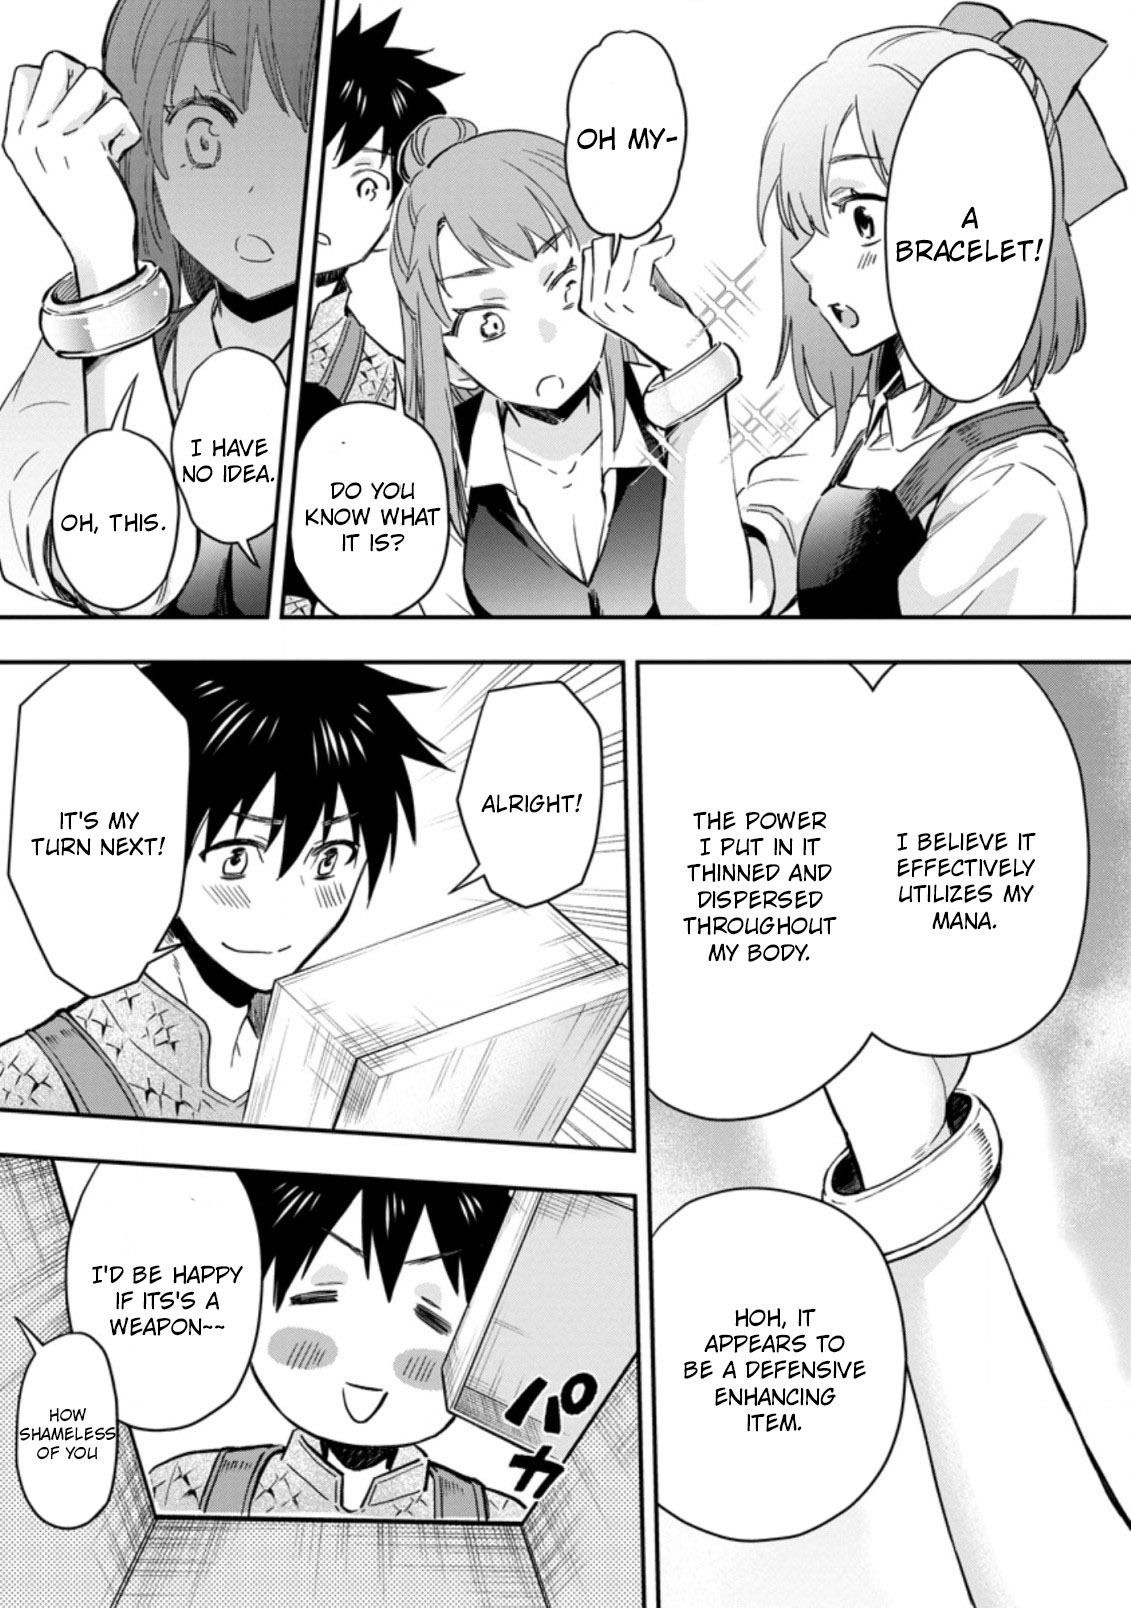 A
BRACELET!
OH MY-
DO YOU
KNOW WHAT
IT IS?
I HAVE
NO IDEA.
OH, THIS.
I BELIEVE IT
EFFECTIVELY
UTILIZES MY
MANA.
THE POWER
I PUT IN IT
THINNED AND
DISPERSED
THROUGHOUT
MY BODY.
HOH, IT
APPEARS TO
BE A DEFENSIVE
ENHANCING
ITEM.
ALRIGHT!
IT'S MY
TURN NEXT!
パカ
I'D BE HAPPY
IF ITS'S A
WEAPON~~
HOW
SHAMELESS
OF YOU